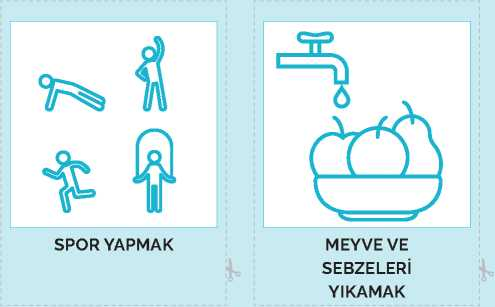 SPOR YAPMAK
MEYVE VE
SEBZELERİ
YIKAMAK